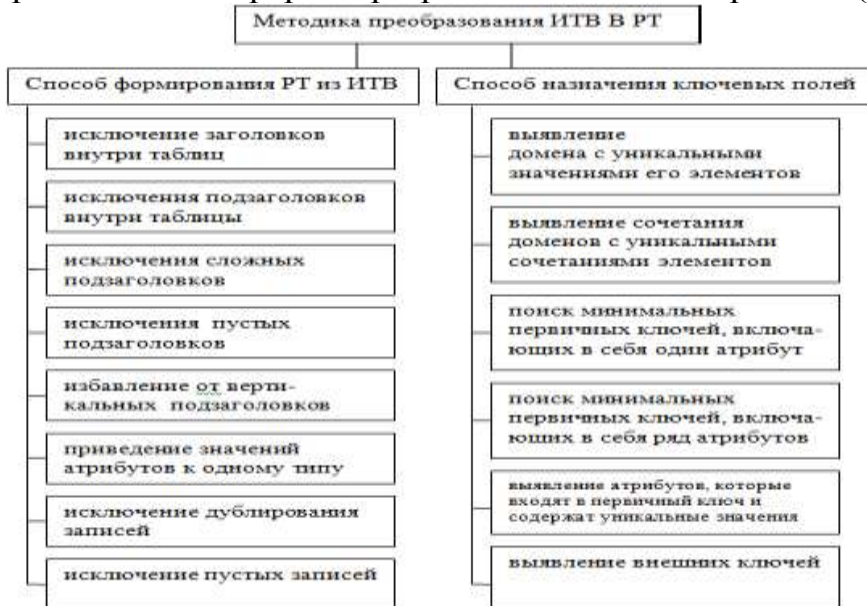 Методика преобразования ИТВ В РТ
Способ формирования РТ из ИТВ
исключение заголовков
внутри таблиц
исключения подзаголовков
внутри таблицы
исключения сложных
подзаголовков
исключения пустых
подзаголовков
избавление от верти-
кальных подзаголовков
приведение значений
атрибутов к одному типу
исключение дублирования
записей
исключение пустых записей
Способ назначения ключевых полей
выявление
домена с уникальными
значениями его элементов
выявление сочетания
доменов с уникальными
сочетаниями элементов
поиск минимальных
первичных ключей, включа-
ющих в себя один атрибут
поиск минимальных
первичных ключей, включа-
ющих в себя ряд атрибутов
выявление атрибутов, которые
входят в первичный ключ и
содержат уникальные значения
выявление внешних ключей